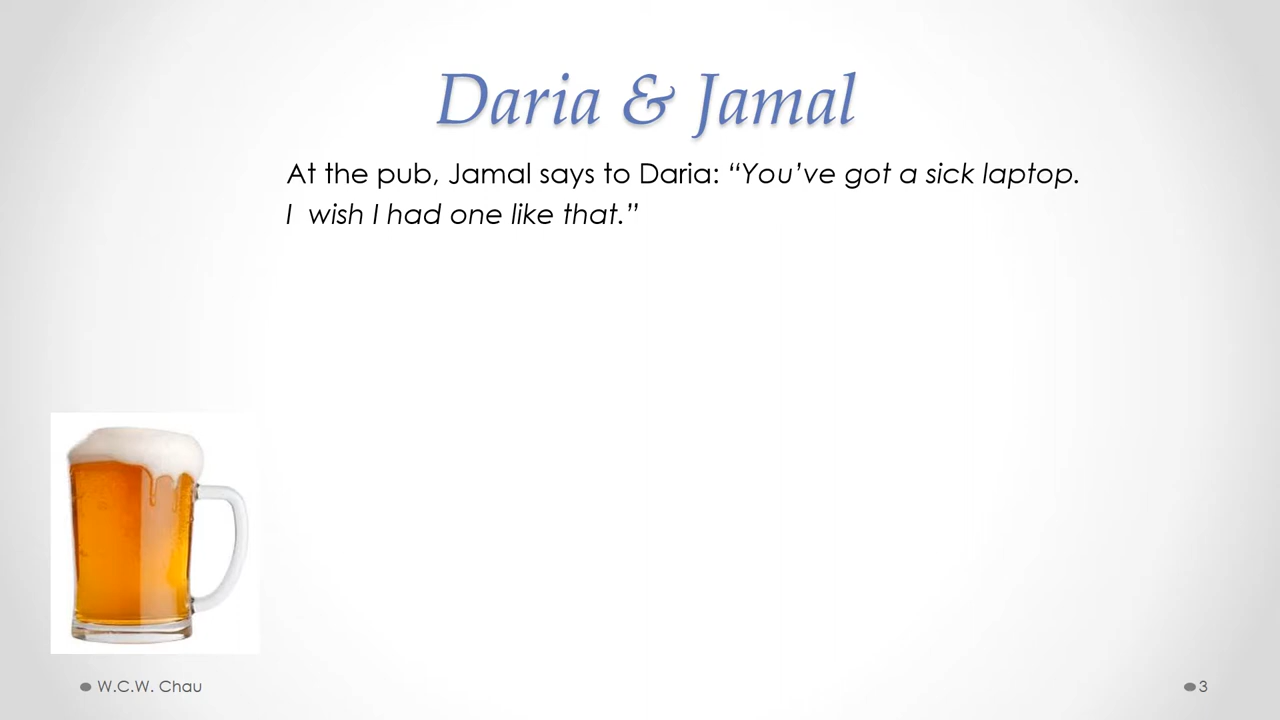 Daria & Jamal
At the pub, Jamal says to Daria: “You’ve got a sick laptop.
I  wish I had one like that.”
W.C.W. Chau
3